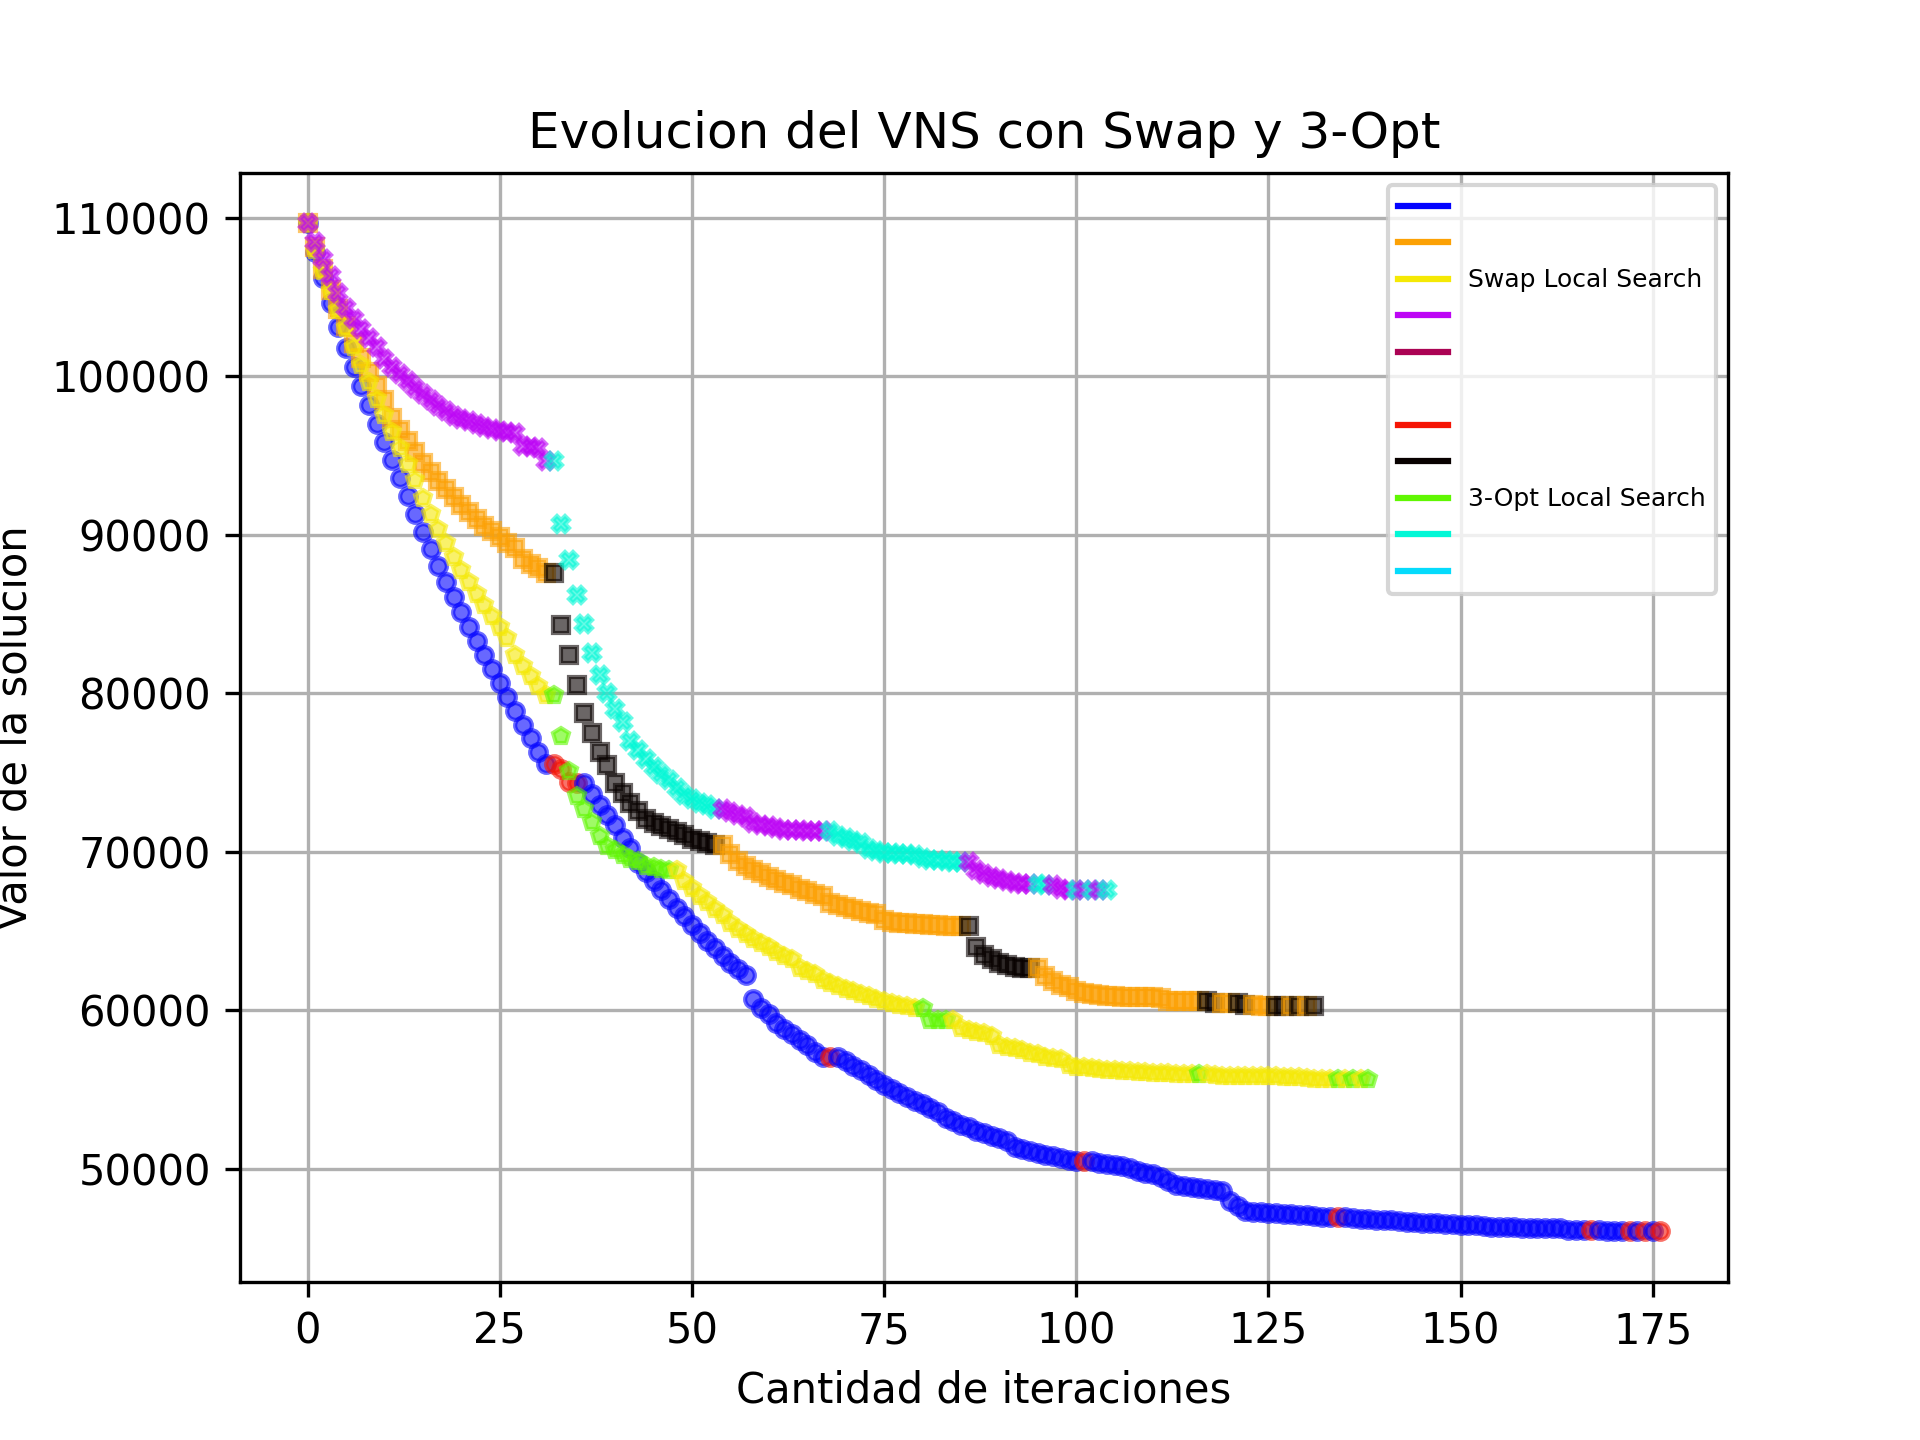 Evolucion del VNS con Swap y 3-Opt
110000
100000
90000
80000
70000
60000
50000
Valor de la solucion
Swap Local Search
3-Opt Local Search
0 25 50 75 100 125 150 175
Cantidad de iteraciones